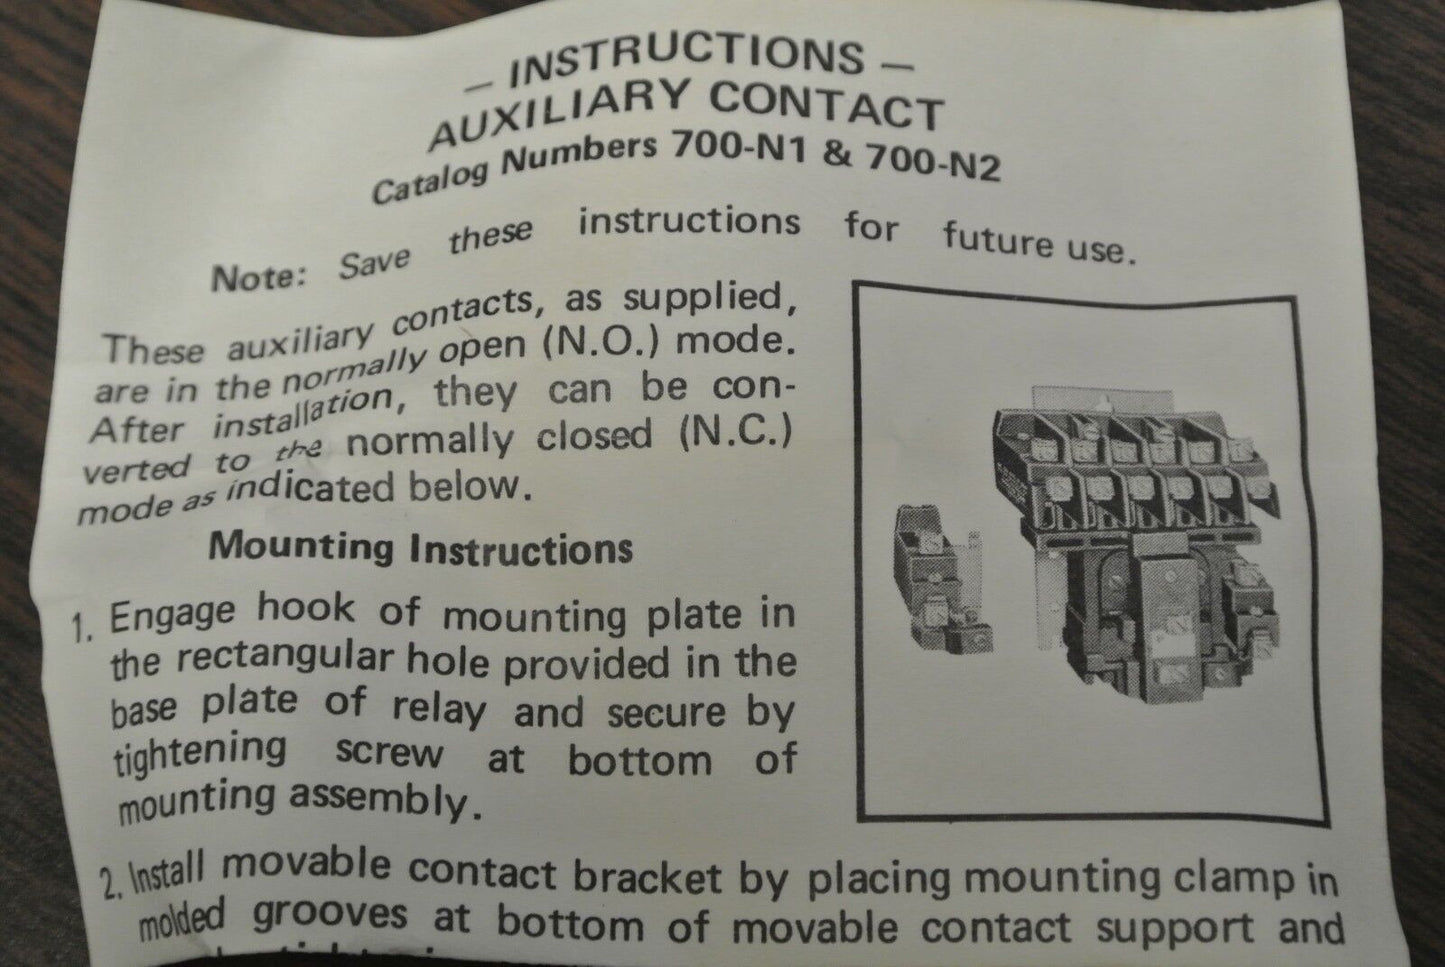 – INSTRUCTIONS –
AUXILIARY CONTACT
Catalog Numbers 700-N1 & 700-N2
Note: Save these instructions for future use.
These auxiliary contacts, as supplied,
are in the normally open (N.O.) mode.
After installation, they can be con-
verted to the normally closed (N.C.)
mode as indicated below.
Mounting Instructions
1. Engage hook of mounting plate in
the rectangular hole provided in the
base plate of relay and secure by
tightening screw at bottom of
mounting assembly.
2. Install movable contact bracket by placing mounting clamp in
molded grooves at bottom of movable contact support and